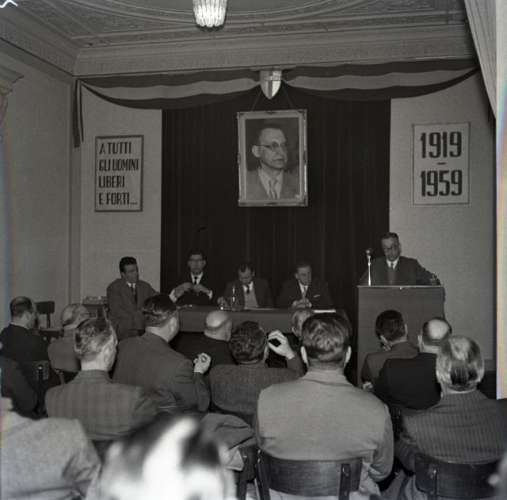 A TUTTI
GLI UOMINI
LIBERI
E FORTI...
1919
-
1959